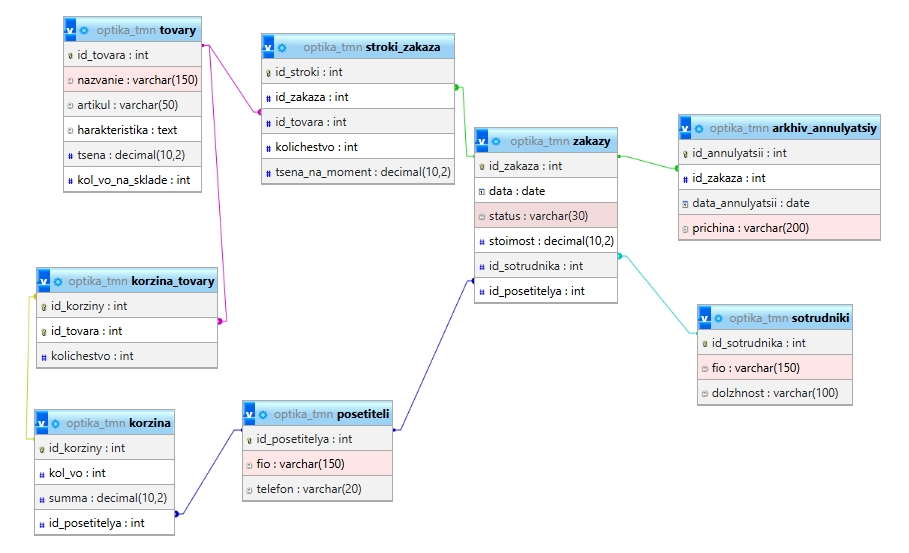 optika_tmn tovary
id_tovara : int
nazvanie : varchar(150)
artikul : varchar(50)
harakteristika : text
tsena : decimal(10,2)
kol_vo_na_sklade : int
optika_tmn stroki_zakaza
id_stroki : int
id_zakaza : int
id_tovara : int
kolichestvo : int
tsena_na_moment : decimal(10,2)
optika_tmn zakazy
id_zakaza : int
data : date
status : varchar(30)
stoimost : decimal(10,2)
id_sotrudnika : int
id_posetitelya : int
optika_tmn arkhiv_annulyatsiy
id_annulyatsii : int
id_zakaza : int
data_annulyatsii : date
prichina : varchar(200)
optika_tmn korzina_tovary
id_korziny : int
id_tovara : int
kolichestvo : int
optika_tmn sotrudniki
id_sotrudnika : int
fio : varchar(150)
dolzhnost : varchar(100)
optika_tmn korzina
id_korziny : int
kol_vo : int
summa : decimal(10,2)
id_posetitelya : int
optika_tmn posetiteli
id_posetitelya : int
fio : varchar(150)
telefon : varchar(20)